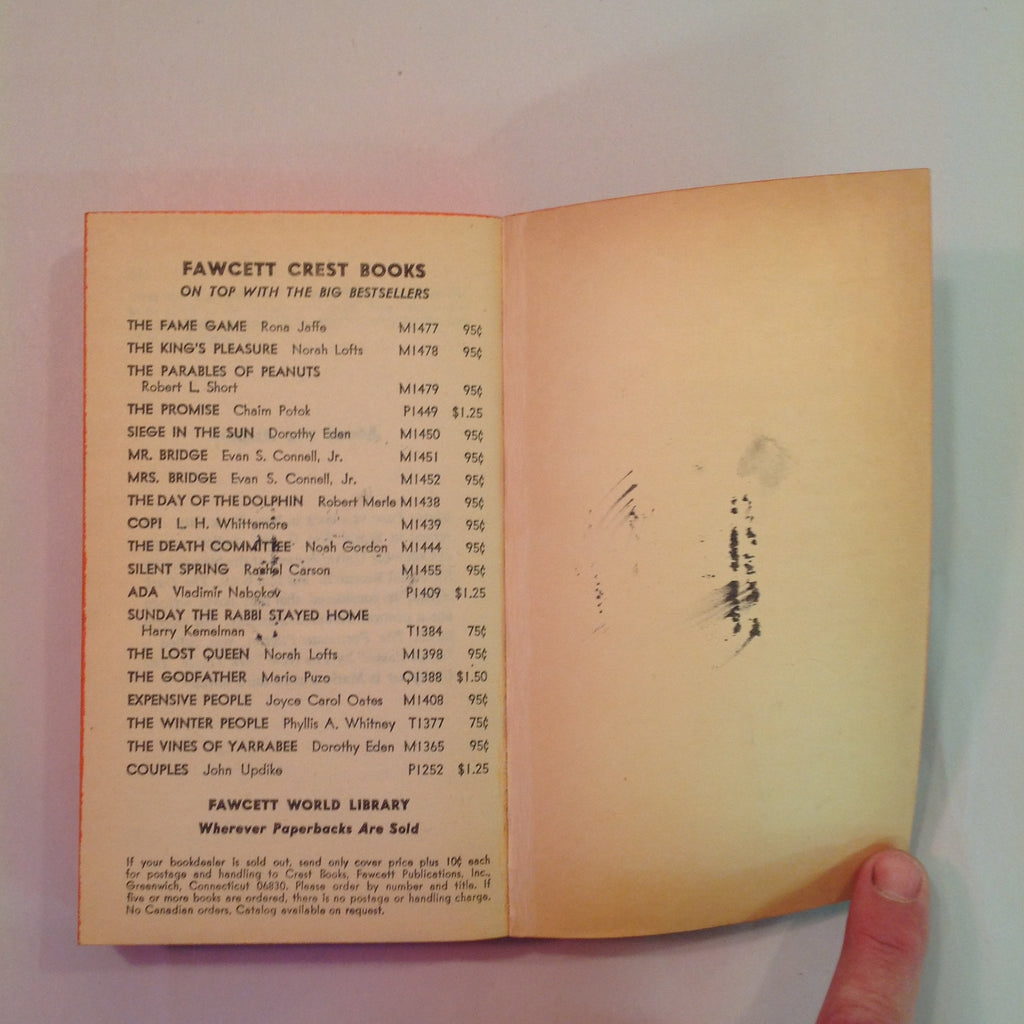 FAWCETT CREST BOOKS
ON TOP WITH THE BIG BESTSELLERS
THE FAME GAME Rona Jaffe M1477 95¢
THE KING'S PLEASURE Norah Lofts M1478 95¢
THE PARABLES OF PEANUTS
Robert L. Short M1479 95¢
THE PROMISE Chaim Potok P1449 $1.25
SIEGE IN THE SUN Dorothy Eden M1450 95¢
MR. BRIDGE Evan S. Connell, Jr. M1451 95¢
MRS. BRIDGE Evan S. Connell, Jr. M1452 95¢
THE DAY OF THE DOLPHIN Robert Merle M1438 95¢
COP! L. H. Whittemore M1439 95¢
THE DEATH COMMITTEE Noah Gordon M1444 95¢
SILENT SPRING Rachel Carson M1455 95¢
ADA Vladimir Nabokov P1409 $1.25
SUNDAY THE RABBI STAYED HOME
Harry Kemelman T1384 75¢
THE LOST QUEEN Norah Lofts M1398 95¢
THE GODFATHER Mario Puzo Q1388 $1.50
EXPENSIVE PEOPLE Joyce Carol Oates M1408 95¢
THE WINTER PEOPLE Phyllis A. Whitney T1377 75¢
THE VINES OF YARRABEE Dorothy Eden M1365 95¢
COUPLES John Updike P1252 $1.25
FAWCETT WORLD LIBRARY
Wherever Paperbacks Are Sold
If your bookdealer is sold out, send only cover price plus 10¢ each
for postage and handling to Crest Books, Fawcett Publications, Inc.,
Greenwich, Connecticut 06830. Please order by number and title. If
five or more books are ordered, there is no postage or handling charge.
No Canadian orders. Catalog available on request.